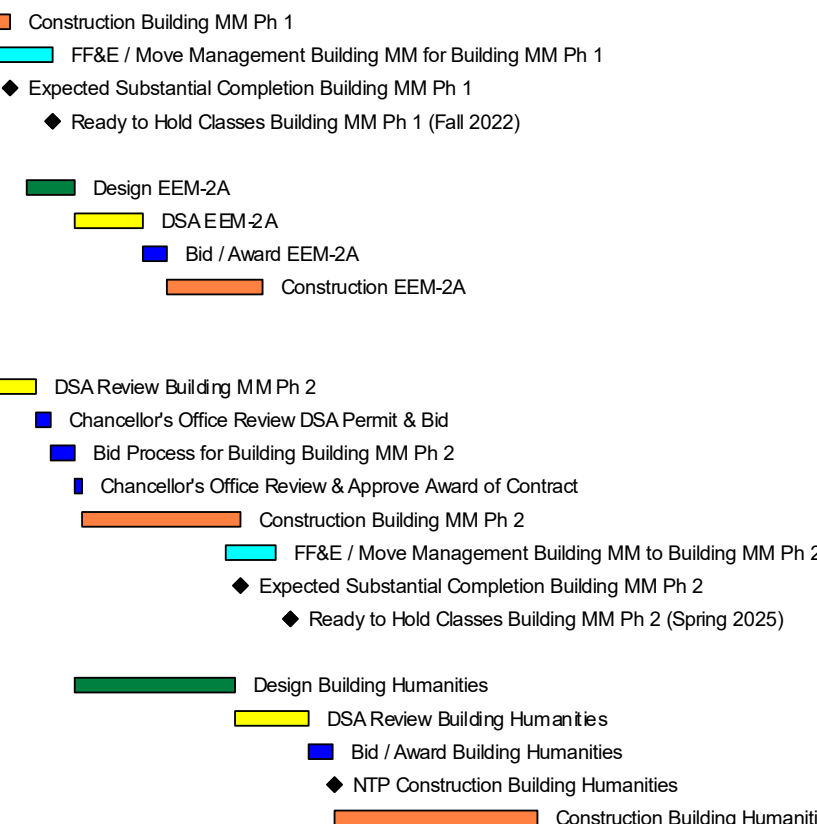 Construction Building MM Ph 1
FF&E / Move Management Building MM for Building MM Ph 1
Expected Substantial Completion Building MM Ph 1
Ready to Hold Classes Building MM Ph 1 (Fall 2022)
Design EEM-2A
DSA EEM-2A
Bid / Award EEM-2A
Construction EEM-2A
DSA Review Building MM Ph 2
Chancellor's Office Review DSA Permit & Bid
Bid Process for Building Building MM Ph 2
Chancellor's Office Review & Approve Award of Contract
Construction Building MM Ph 2
FF&E / Move Management Building MM to Building MM Ph 2
Expected Substantial Completion Building MM Ph 2
Ready to Hold Classes Building MM Ph 2 (Spring 2025)
Design Building Humanities
DSA Review Building Humanities
Bid / Award Building Humanities
NTP Construction Building Humanities
Construction Building Humaniti